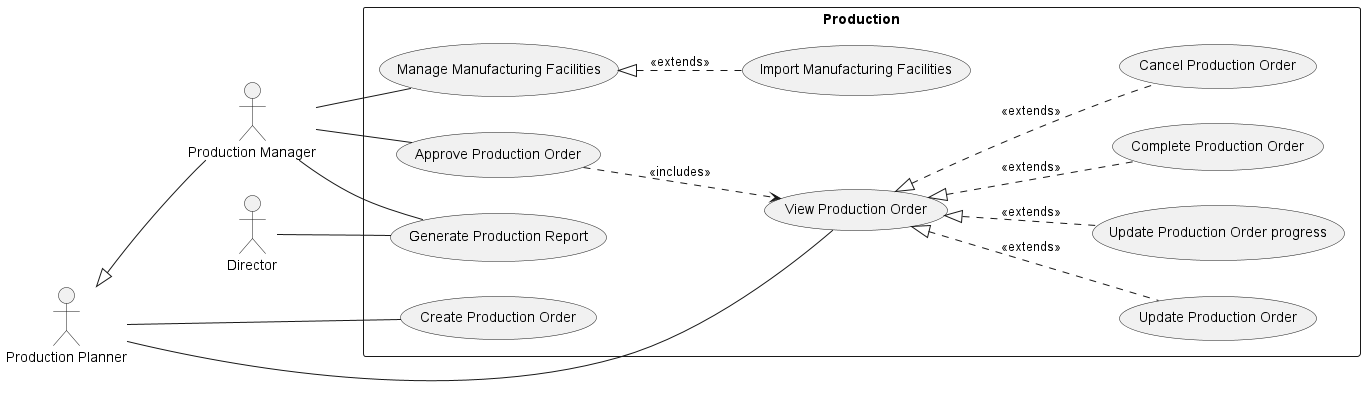 Production
Manage Manufacturing Facilities
«extends»
Import Manufacturing Facilities
Cancel Production Order
«extends»
Production Manager
Approve Production Order
«includes»
Complete Production Order
«extends»
View Production Order
«extends»
Update Production Order progress
Director
Generate Production Report
«extends»
Create Production Order
Update Production Order
Production Planner